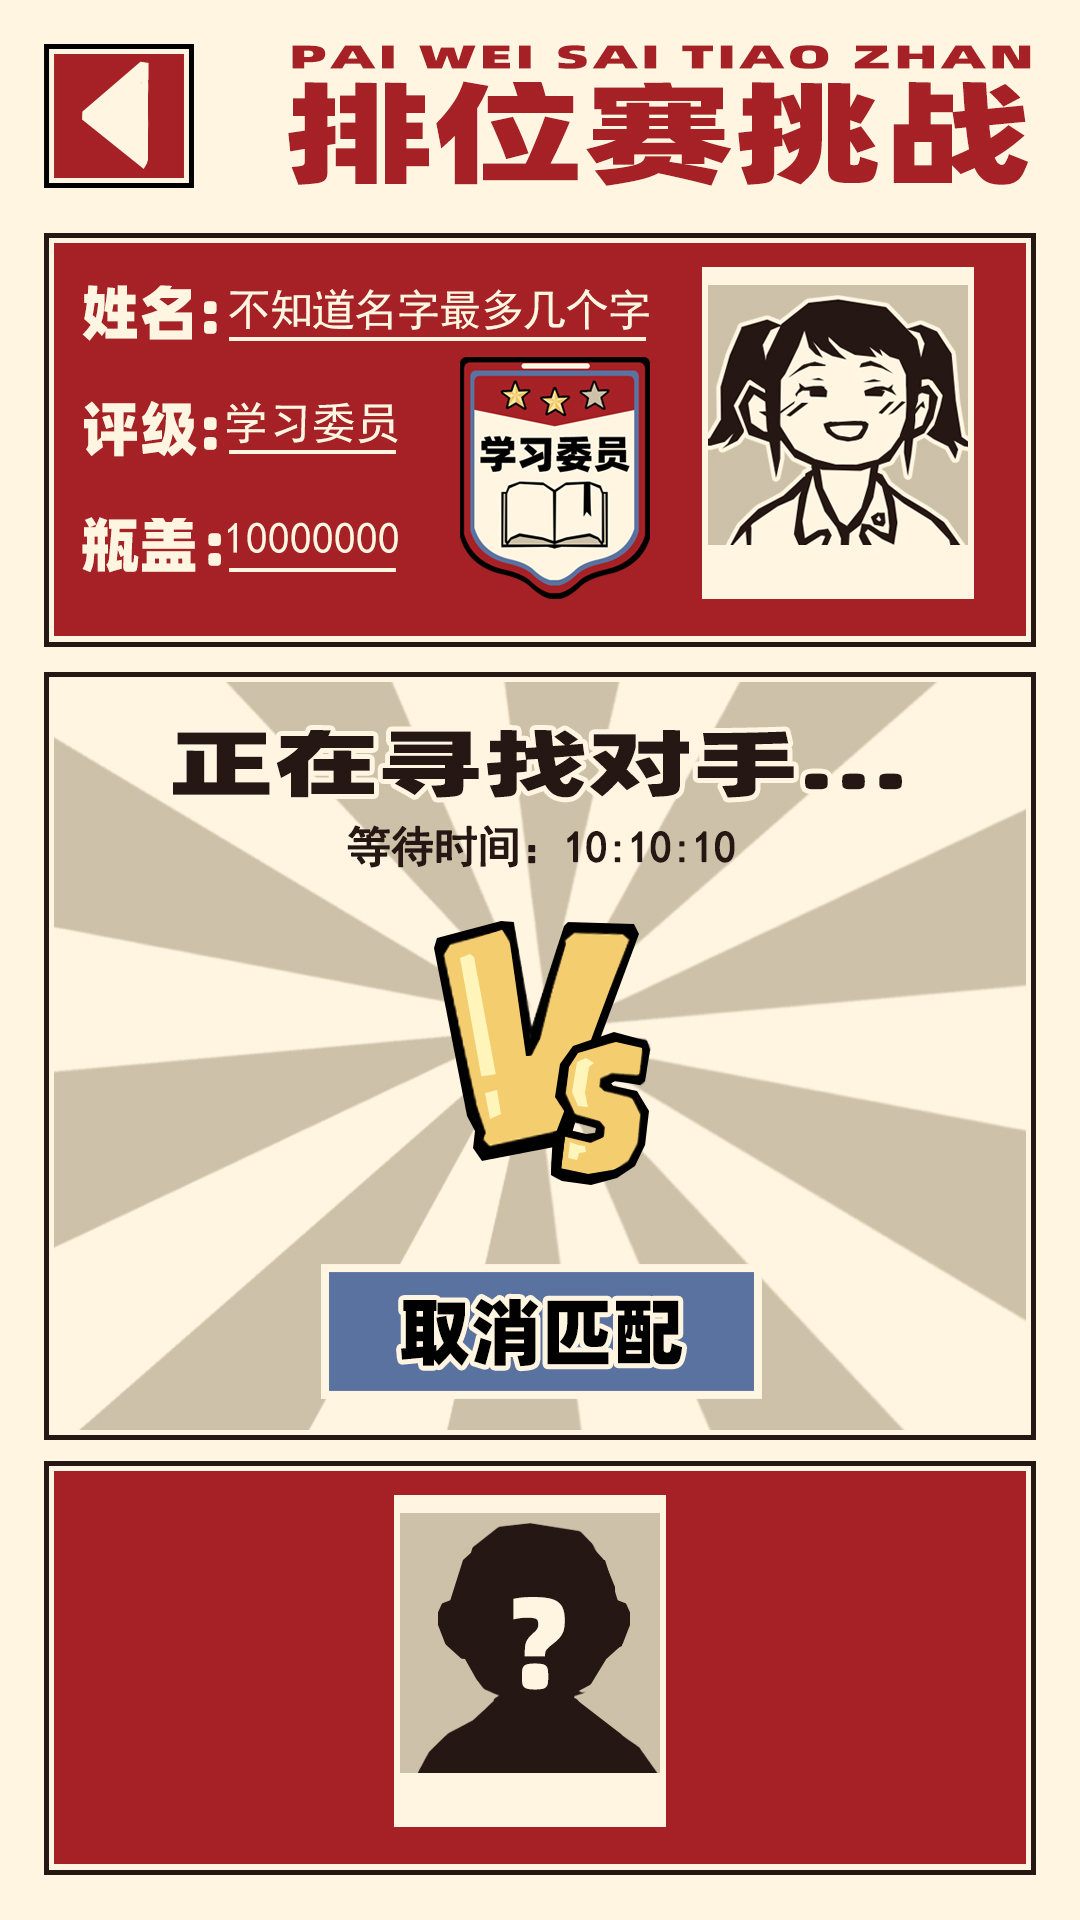 PAI WEI SAI TIAO ZHAN
排位赛挑战
姓名:不知道名字最多几个字
评级:学习委员
学习委员
瓶盖:10000000
正在寻找对手...
等待时间：10:10:10
Vs
取消匹配
?